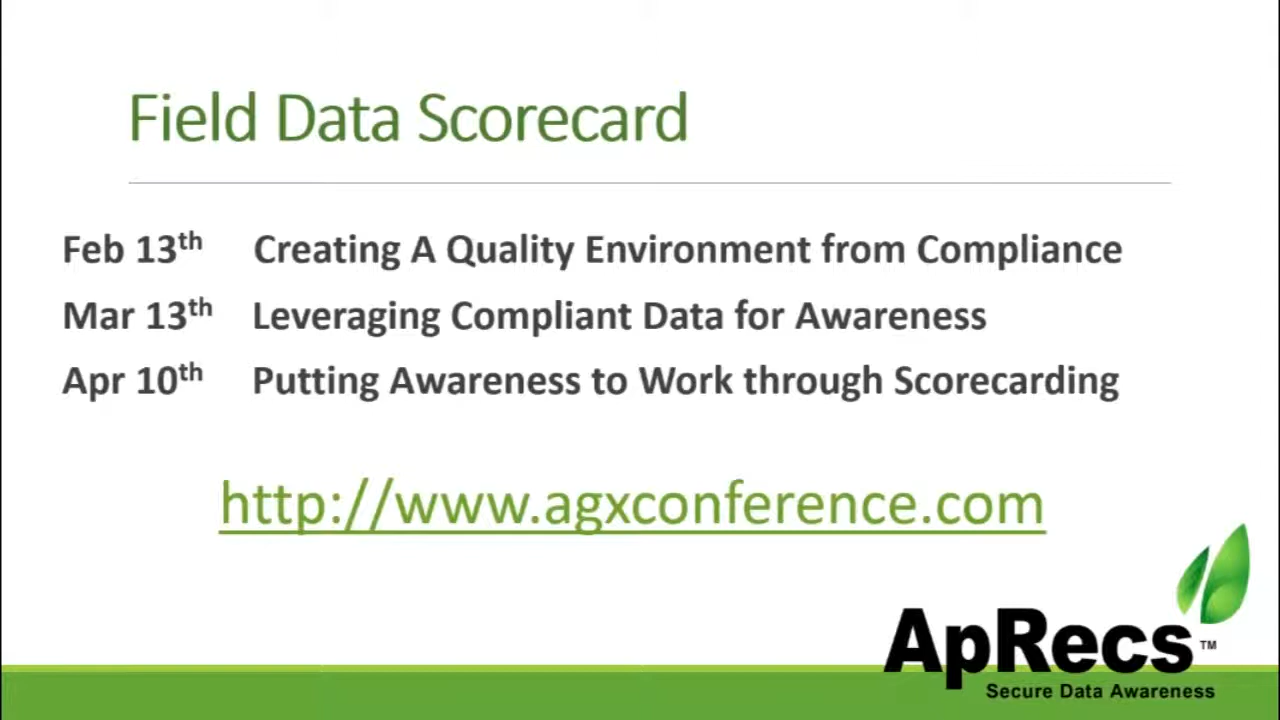 Field Data Scorecard
Feb 13th Creating A Quality Environment from Compliance
Mar 13th Leveraging Compliant Data for Awareness
Apr 10th Putting Awareness to Work through Scorecarding
http://www.agxconference.com
ApRecs™
Secure Data Awareness